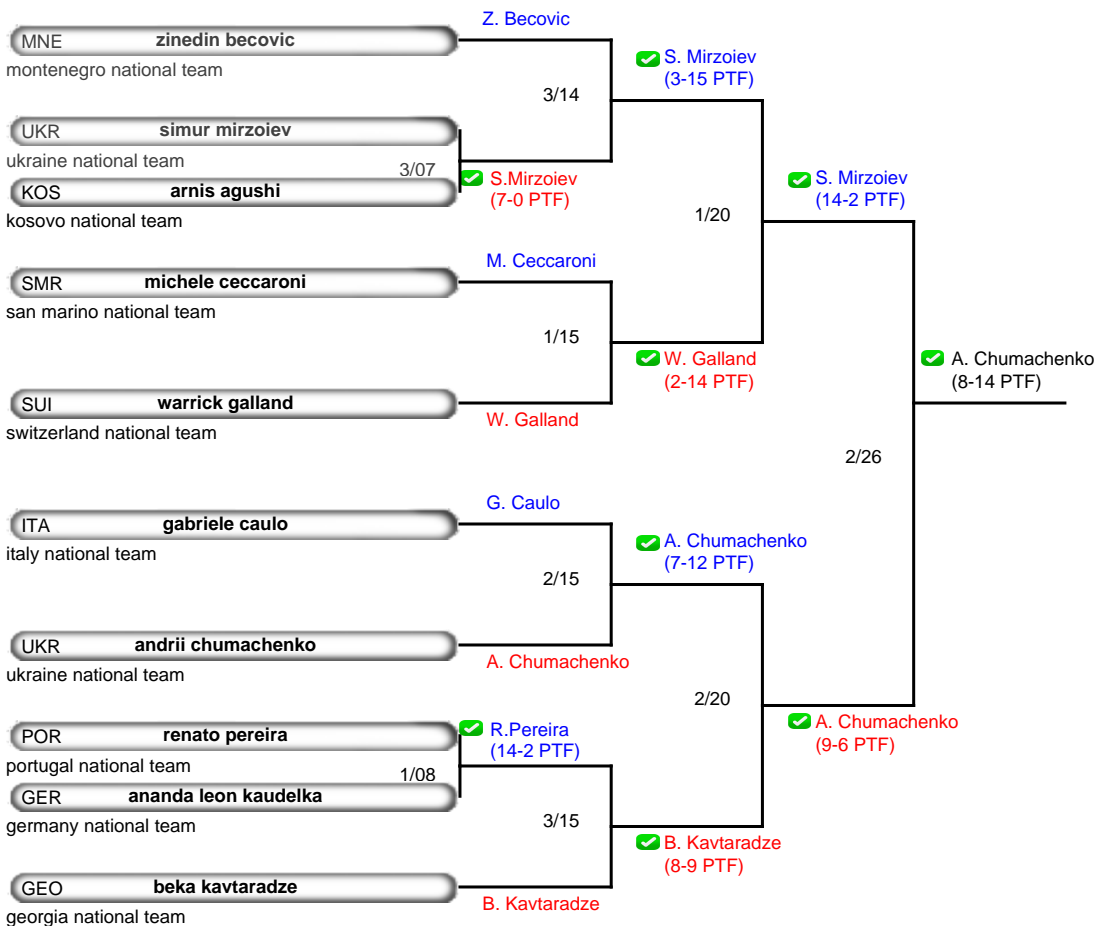 Z. Becovic
MNE zinedin becovic
montenegro national team
S. Mirzoiev
(3-15 PTF)
3/14
UKR simur mirzoiev
ukraine national team
3/07
S.Mirzoiev
(7-0 PTF)
KOS arnis agushi
kosovo national team
S. Mirzoiev
(14-2 PTF)
1/20
M. Ceccaroni
SMR michele ceccaroni
san marino national team
1/15
W. Galland
(2-14 PTF)
A. Chumachenko
(8-14 PTF)
SUI warrick galland
switzerland national team
W. Galland
2/26
G. Caulo
ITA gabriele caulo
italy national team
A. Chumachenko
(7-12 PTF)
2/15
UKR andrii chumachenko
ukraine national team
A. Chumachenko
2/20
A. Chumachenko
(9-6 PTF)
POR renato pereira
portugal national team
R.Pereira
(14-2 PTF)
1/08
GER ananda leon kaudelka
germany national team
3/15
B. Kavtaradze
(8-9 PTF)
GEO beka kavtaradze
georgia national team
B. Kavtaradze